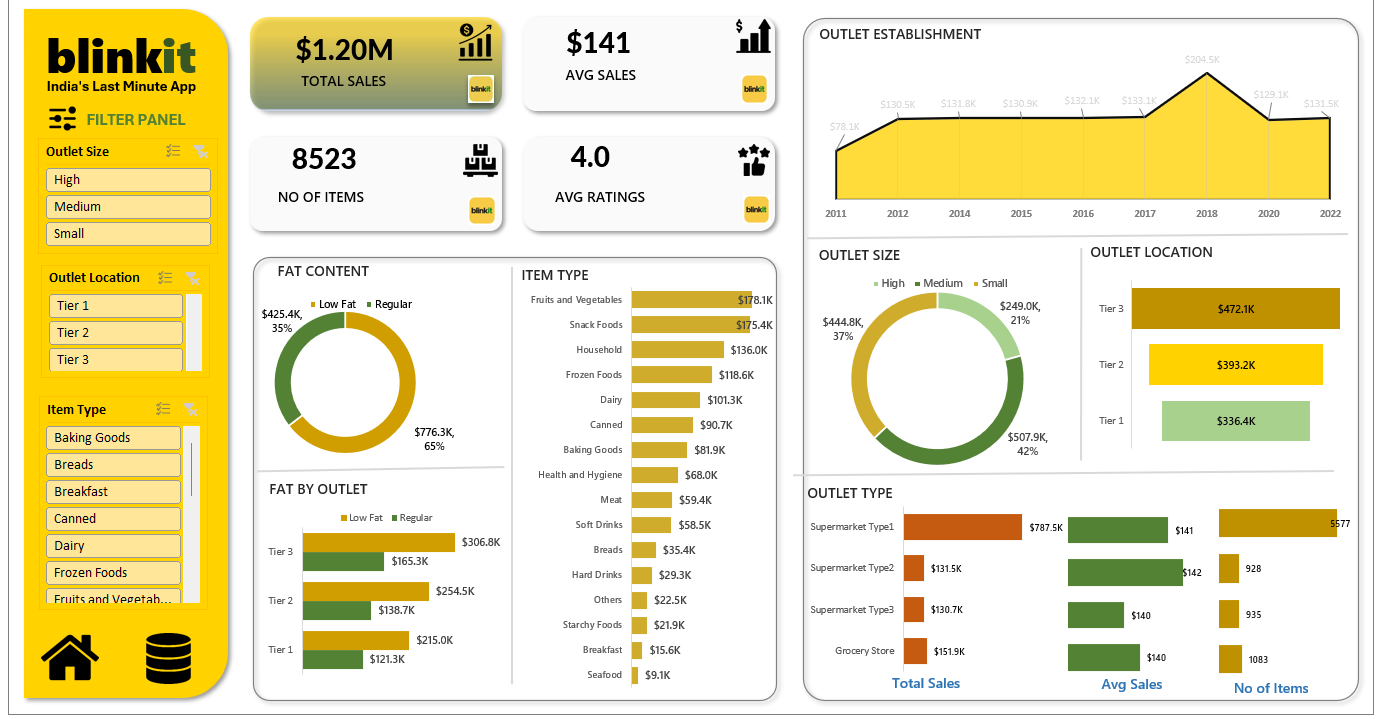 blinkit
India's Last Minute App
FILTER PANEL
Outlet Size
High
Medium
Small
Outlet Location
Tier 1
Tier 2
Tier 3
Item Type
Baking Goods
Breads
Breakfast
Canned
Dairy
Frozen Foods
Fruits and Vegetab...
$1.20M
TOTAL SALES
blinkit
$141
AVG SALES
blinkit
8523
NO OF ITEMS
blinkit
4.0
AVG RATINGS
blinkit
FAT CONTENT
Low Fat Regular
$425.4K,
35%
$776.3K,
65%
FAT BY OUTLET
Low Fat Regular
Tier 3 $306.8K
$165.3K
Tier 2 $254.5K
$138.7K
Tier 1 $215.0K
$121.3K
ITEM TYPE
Fruits and Vegetables $178.1K
Snack Foods $175.4K
Household $136.0K
Frozen Foods $118.6K
Dairy $101.3K
Canned $90.7K
Baking Goods $81.9K
Health and Hygiene $68.0K
Meat $59.4K
Soft Drinks $58.5K
Breads $35.4K
Hard Drinks $29.3K
Others $22.5K
Starchy Foods $21.9K
Breakfast $15.6K
Seafood $9.1K
OUTLET ESTABLISHMENT
$78.1K $130.5K $131.8K $130.9K $132.1K $133.1K $204.5K $129.1K $131.5K
2011 2012 2014 2015 2016 2017 2018 2020 2022
OUTLET SIZE
High Medium Small
$249.0K,
21%
$444.8K,
37%
$507.9K,
42%
OUTLET LOCATION
Tier 3 $472.1K
Tier 2 $393.2K
Tier 1 $336.4K
OUTLET TYPE
Supermarket Type1 $787.5K $141 5577
Supermarket Type2 $131.5K $142 928
Supermarket Type3 $130.7K $140 935
Grocery Store $151.9K $140 1083
Total Sales Avg Sales No of Items